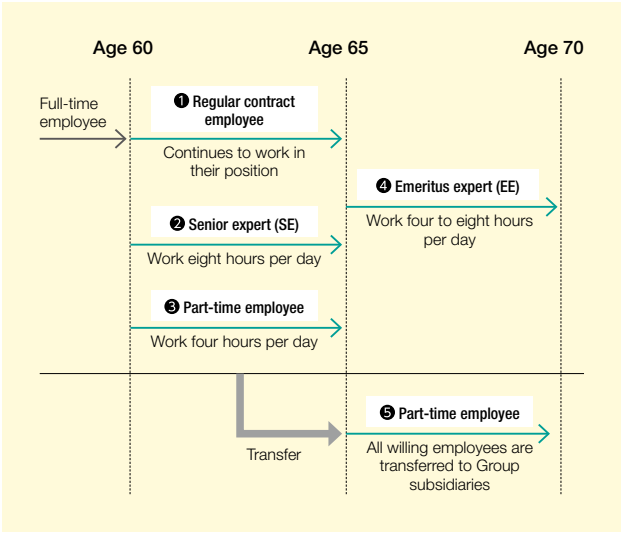 Age 60
Age 65
Age 70
Full-time
employee
❶ Regular contract
employee
Continues to work in
their position
❹ Emeritus expert (EE)
Work four to eight hours
per day
❷ Senior expert (SE)
Work eight hours per day
❸ Part-time employee
Work four hours per day
❺ Part-time employee
Transfer
All willing employees are
transferred to Group
subsidiaries